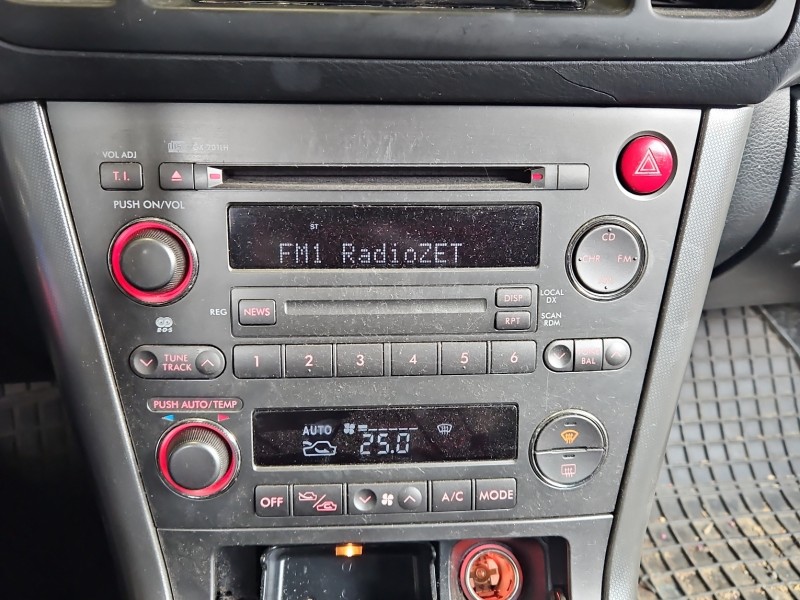 VOL ADJ
T.I.
PUSH ON/VOL
ST
FM1 RadioZET
CD
CHR FM
REG NEWS
DISP LOCAL
DX
RPT SCAN
RDM
R·D·S
TUNE
TRACK
1 2 3 4 5 6
BAL
PUSH AUTO/TEMP
AUTO
25.0
OFF
A/C
MODE